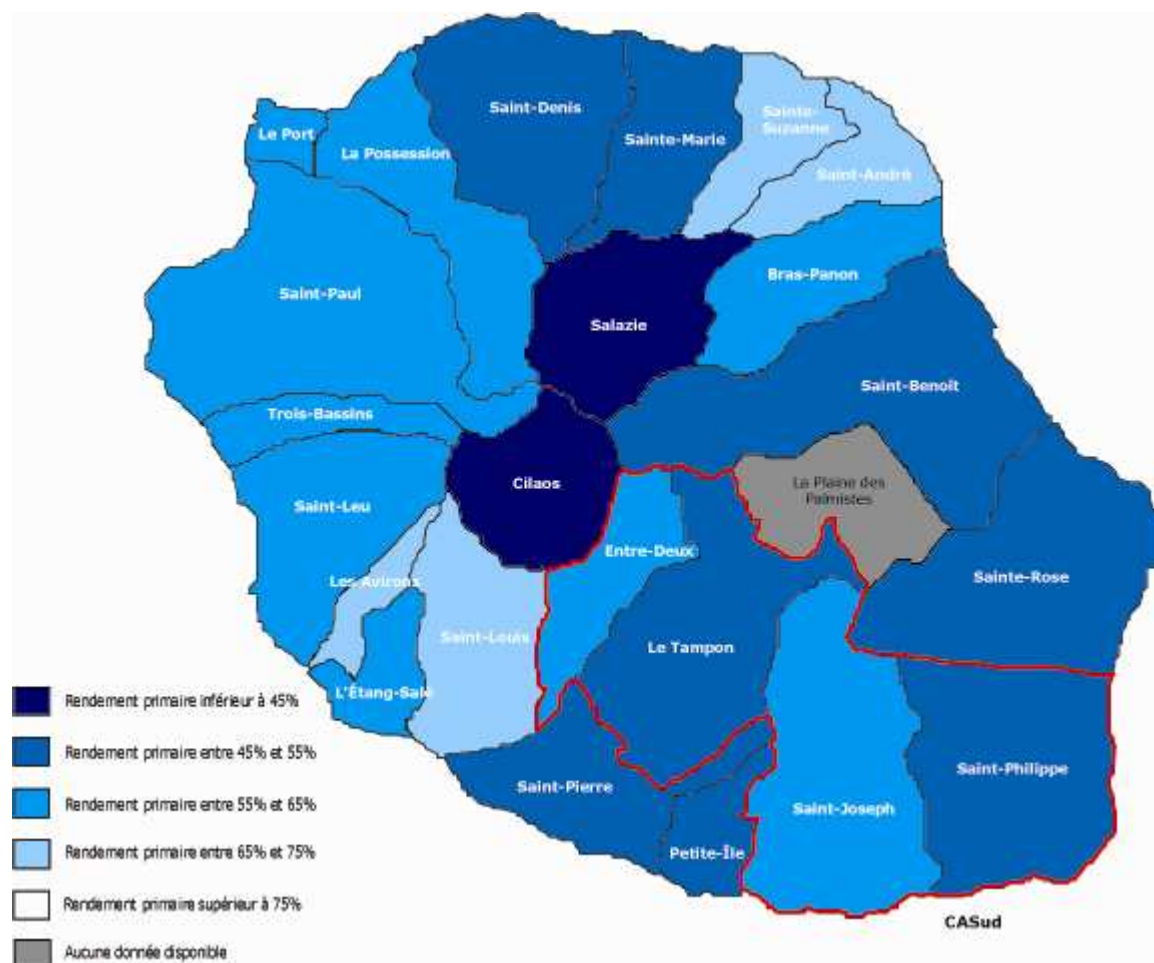 Saint-Denis
Sainte-Marie
Sainte-
Suzanne
Le Port
La Possession
Saint-André
Saint-Paul
Bras-Panon
Salazie
Saint-Benoît
Trois-Bassins
Cilaos
La Plaine des
Palmistes
Saint-Leu
Entre-Deux
Les Avirons
Sainte-Rose
Saint-Louis
Le Tampon
L'Étang-Salé
Rendement primaire inférieur à 45%
Rendement primaire entre 45% et 55%
Saint-Philippe
Saint-Pierre
Rendement primaire entre 55% et 65%
Saint-Joseph
Rendement primaire entre 65% et 75%
Petite-Île
Rendement primaire supérieur à 75%
CASud
Aucune donnée disponible